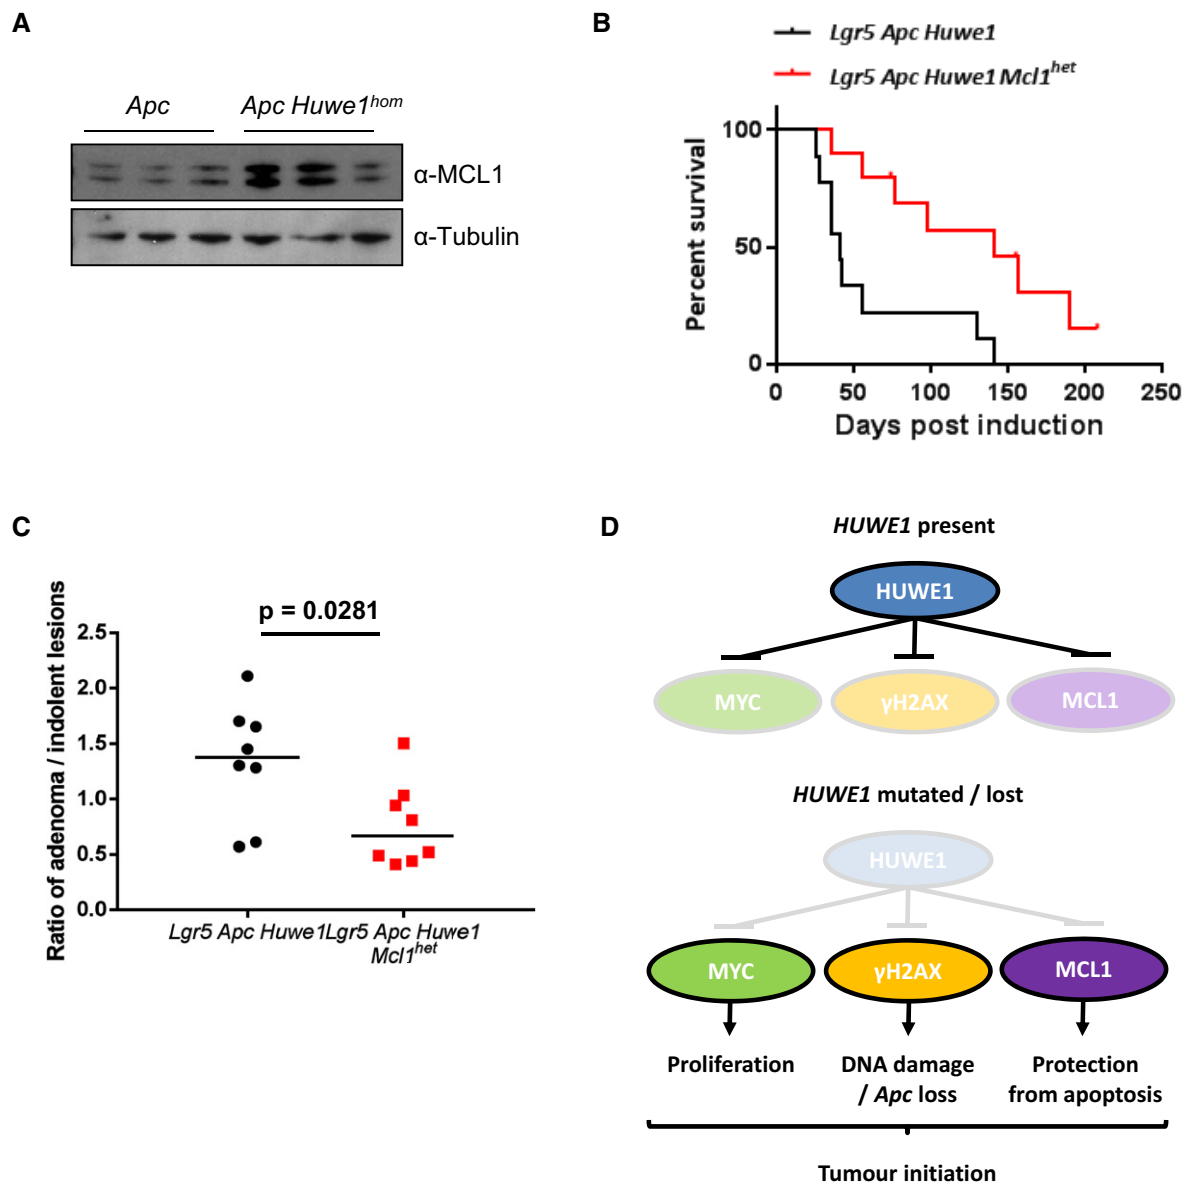 A
Apc
Apc Huwe1hom
α-MCL1
α-Tubulin
B
Lgr5 Apc Huwe1
Lgr5 Apc Huwe1 Mcl1het
Percent survival
100
50
0
0 50 100 150 200 250
Days post induction
C
p = 0.0281
Ratio of adenoma / indolent lesions
2.5
2.0
1.5
1.0
0.5
0.0
Lgr5 Apc Huwe1
Lgr5 Apc Huwe1
Mcl1het
D
HUWE1 present
HUWE1
MYC
γH2AX
MCL1
HUWE1 mutated / lost
HUWE1
MYC
γH2AX
MCL1
Proliferation
DNA damage
/ Apc loss
Protection
from apoptosis
Tumour initiation